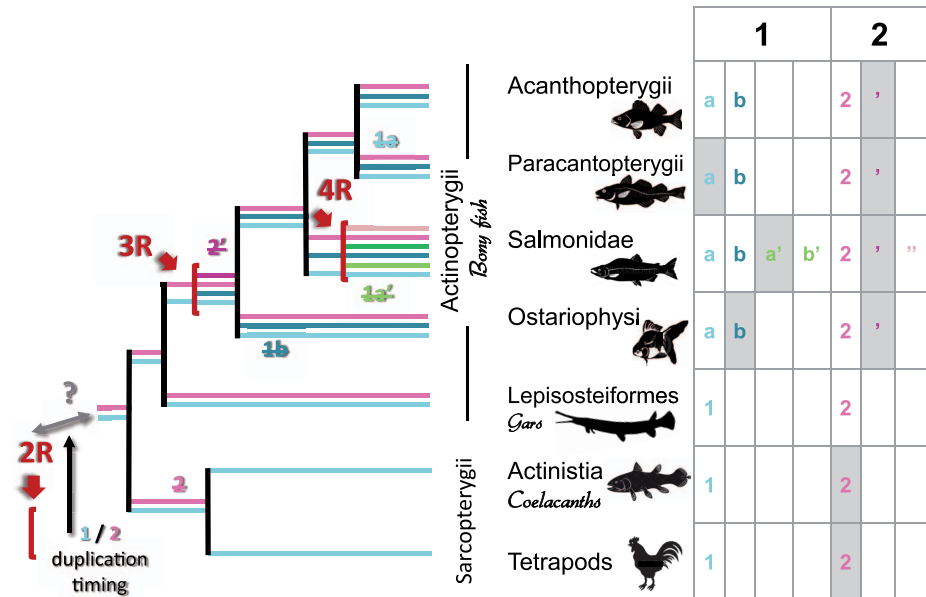 1 2
Acanthopterygii a b 2 ’
1a
Paracantopterygii a b 2 ’
4R
Actinopterygii
Bony fish
3R
2’
Salmonidae a b a’ b’ 2 ’ ’’
1a’
Ostariophysi a b 2 ’
1b
Lepisosteiformes 1 2
Gars
?
2R
Sarcopterygii
2
Actinistia 1 2
Coelacanths
1 / 2
duplication
timing
Tetrapods 1 2